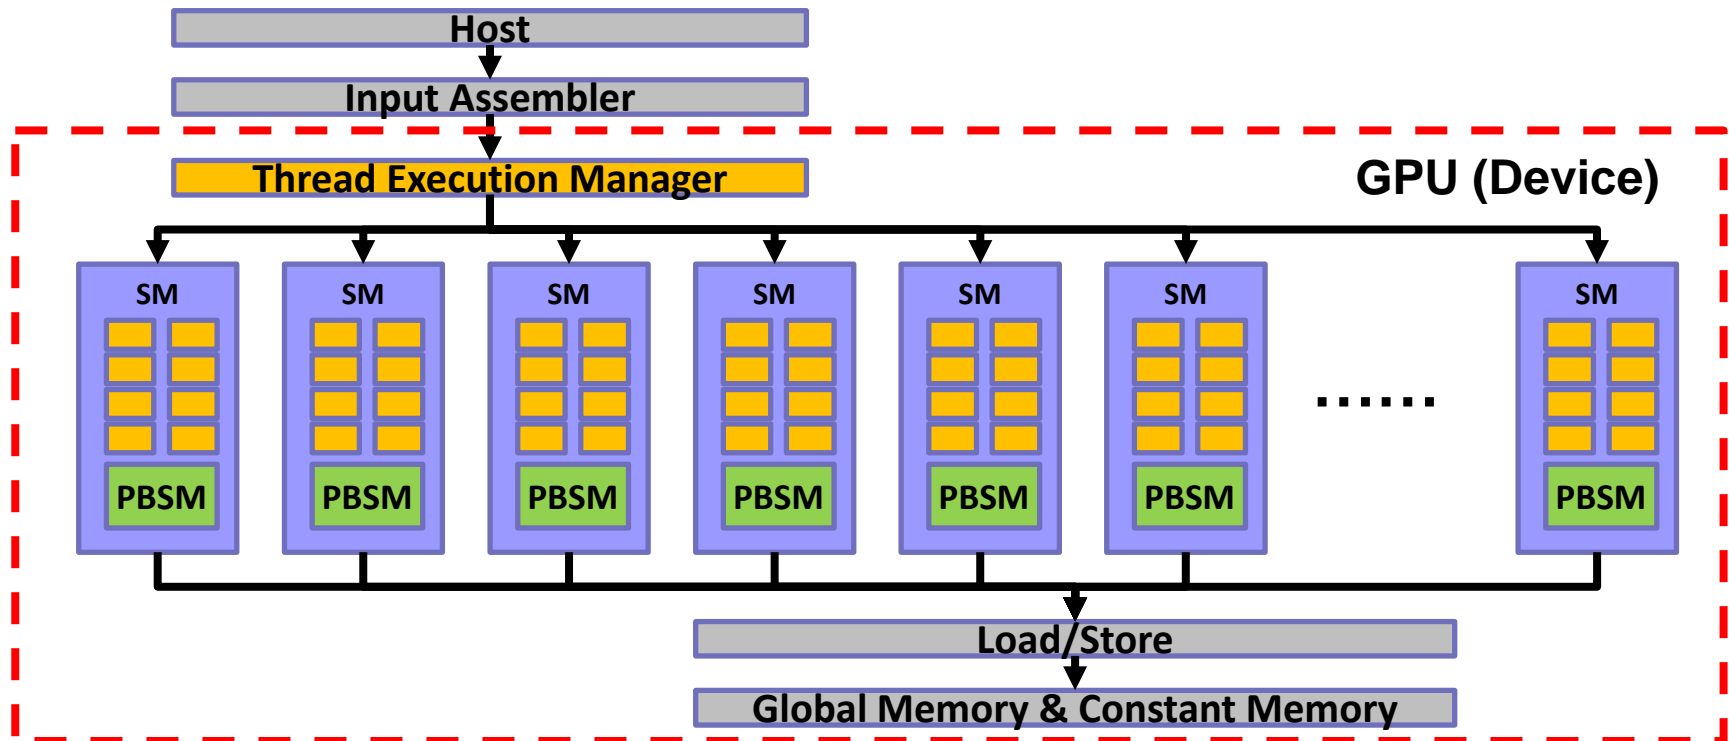 Host
Input Assembler
Thread Execution Manager
GPU (Device)
SM SM SM SM SM SM SM
......
PBSM PBSM PBSM PBSM PBSM PBSM PBSM
Load/Store
Global Memory & Constant Memory